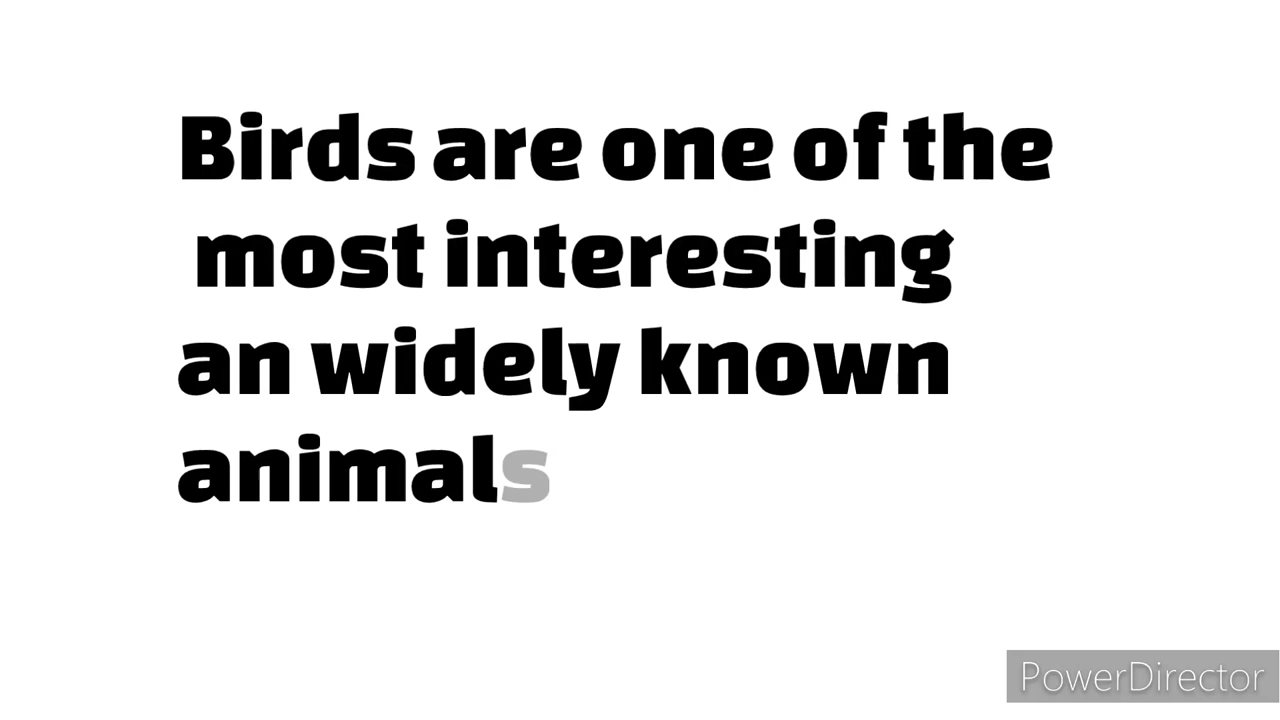 Birds are one of the
most interesting
an widely known
animals
PowerDirector